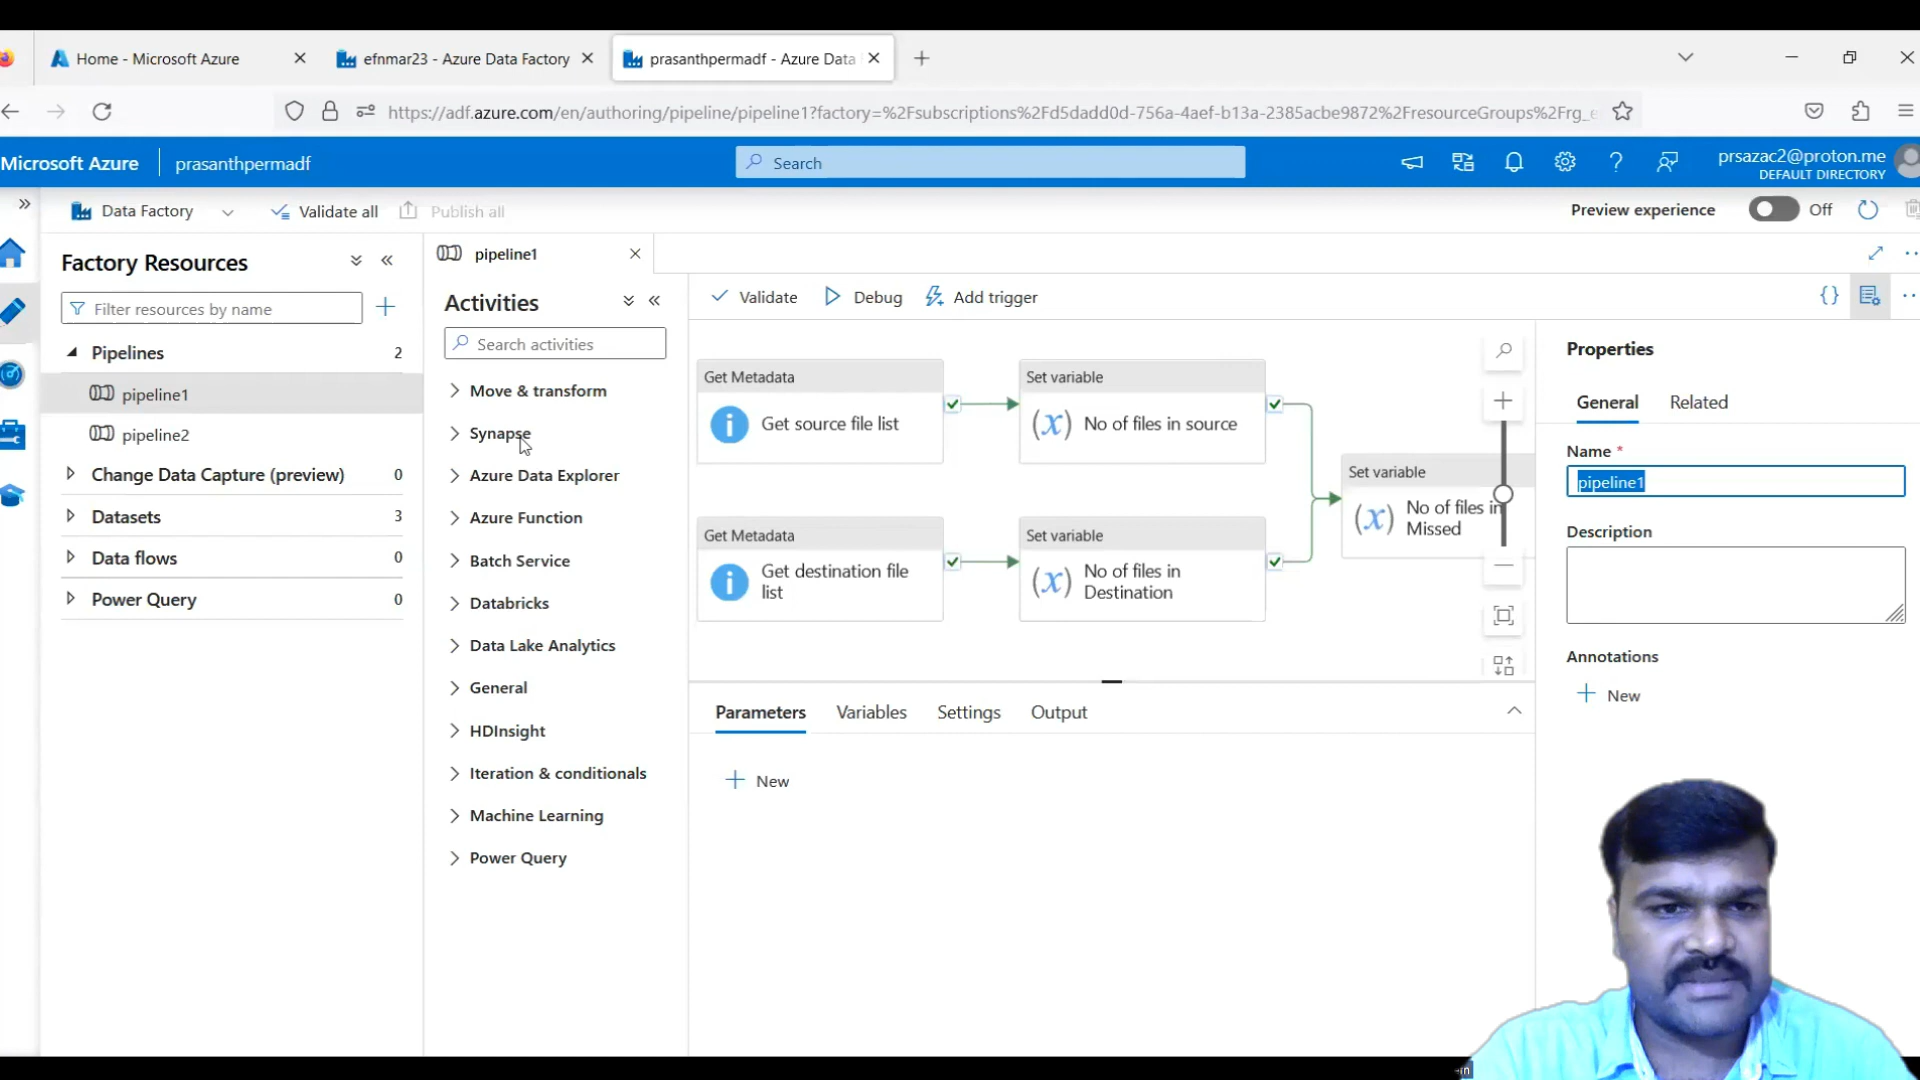 Home - Microsoft Azure
efnmar23 - Azure Data Factory
prasanthpermadf - Azure Data
https://adf.azure.com/en/authoring/pipeline/pipeline1?factory=%2Fsubscriptions%2Fd5dadd0d-756a-4aef-b13a-2385acbe9872%2FresourceGroups%2Frg_e
Microsoft Azure
prasanthpermadf
Search
prsazac2@proton.me
DEFAULT DIRECTORY
Data Factory
Validate all
Publish all
Preview experience
Off
Factory Resources
Filter resources by name
Pipelines 2
pipeline1
pipeline2
Change Data Capture (preview) 0
Datasets 3
Data flows 0
Power Query 0
pipeline1
Activities
Search activities
Move & transform
Synapse
Azure Data Explorer
Azure Function
Batch Service
Databricks
Data Lake Analytics
General
HDInsight
Iteration & conditionals
Machine Learning
Power Query
Validate
Debug
Add trigger
{}
Get Metadata
Get source file list
Set variable
(x) No of files in source
Get Metadata
Get destination file
list
Set variable
(x) No of files in
Destination
Set variable
(x) No of files in
Missed
Parameters
Variables
Settings
Output
New
Properties
General
Related
Name *
pipeline1
Description
Annotations
New